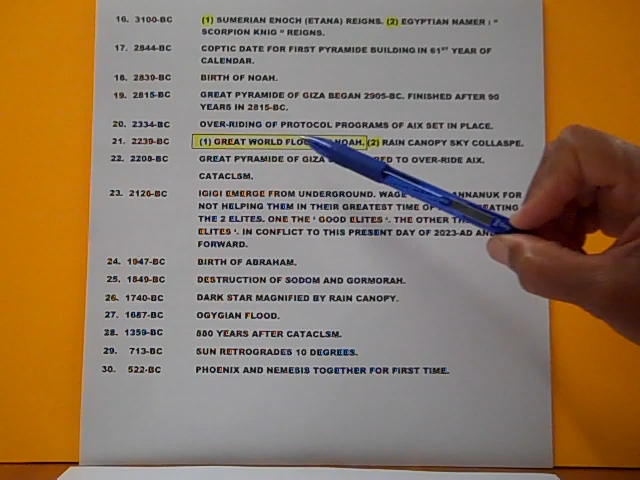 16. 3100-BC (1) SUMERIAN ENOCH (ETANA) REIGNS. (2) EGYPTIAN NAMER : "
SCORPION KNIG " REIGNS.
17. 2844-BC COPTIC DATE FOR FIRST PYRAMIDE BUILDING IN 61ST YEAR OF
CALENDAR.
18. 2839-BC BIRTH OF NOAH.
19. 2815-BC GREAT PYRAMIDE OF GIZA BEGAN 2905-BC. FINISHED AFTER 90
YEARS IN 2815-BC.
20. 2334-BC OVER-RIDING OF PROTOCOL PROGRAMS OF AIX SET IN PLACE.
21. 2239-BC (1) GREAT WORLD NOAH. (2) RAIN CANOPY SKY COLLASPE.
22. 2208-BC GREAT PYRAMIDE OF GIZA TO OVER-RIDE AIX.
CATACLSM.
23. 2126-BC IGIGI EMERGE FROM UNDERGROUND. WAGE ANNANUK FOR
NOT HELPING THEM IN THEIR GREATEST TIME
THE 2 ELITES. ONE THE ' GOOD ELITES '. THE OTHER
ELITES '. IN CONFLICT TO THIS PRESENT DAY OF 2023-AD AND
FORWARD.
24. 1947-BC BIRTH OF ABRAHAM.
25. 1849-BC DESTRUCTION OF SODOM AND GORMORAH.
26. 1740-BC DARK STAR MAGNIFIED BY RAIN CANOPY.
27. 1687-BC OGYGIAN FLOOD.
28. 1359-BC 880 YEARS AFTER CATACLSM.
29. 713-BC SUN RETROGRADES 10 DEGREES.
30. 522-BC PHOENIX AND NEMESIS TOGETHER FOR FIRST TIME.